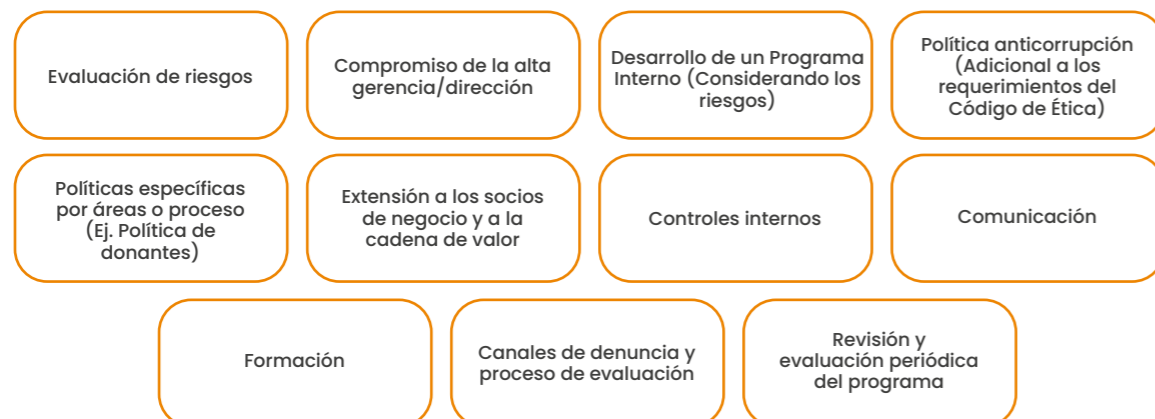 Evaluación de riesgos
Compromiso de la alta
gerencia/dirección
Desarrollo de un Programa
Interno (Considerando los
riesgos)
Política anticorrupción
(Adicional a los
requerimientos del
Código de Ética)
Políticas específicas
por áreas o proceso
(Ej. Política de
donantes)
Extensión a los socios
de negocio y a la
cadena de valor
Controles internos
Comunicación
Formación
Canales de denuncia y
proceso de evaluación
Revisión y
evaluación periódica
del programa